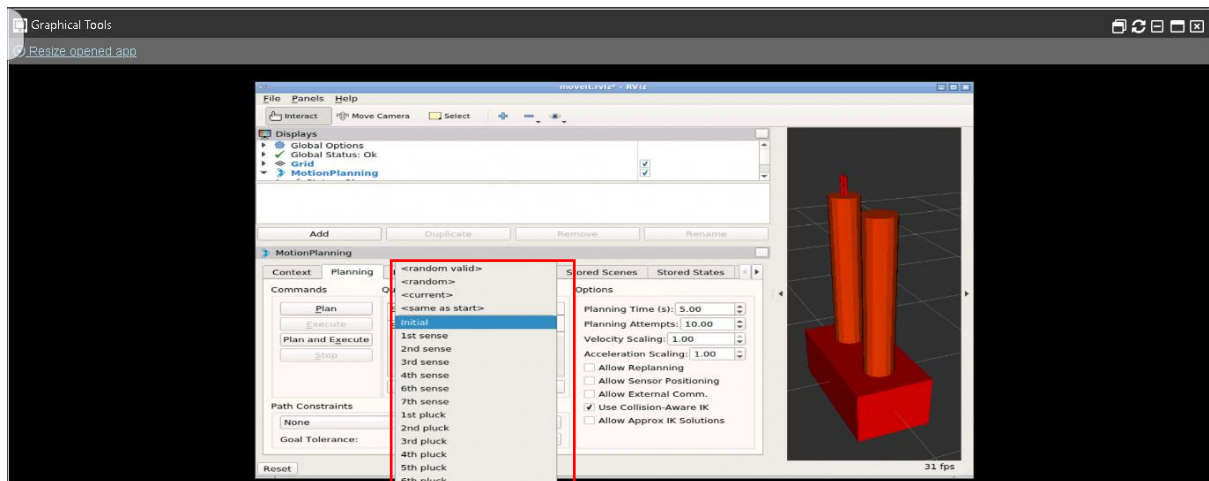 Graphical Tools
Resize opened app
moveit.rviz* - RViz
File Panels Help
Interact Move Camera Select
Displays
Global Options
Global Status: Ok
Grid
MotionPlanning
Add Duplicate Remove Rename
MotionPlanning
Context Planning Stored Scenes Stored States
Commands Options
Plan
Execute
Plan and Execute
Stop
Path Constraints
None
Goal Tolerance:
<random valid>
<random>
<current>
<same as start>
Initial
1st sense
2nd sense
3rd sense
4th sense
6th sense
7th sense
1st pluck
2nd pluck
3rd pluck
4th pluck
5th pluck
6th pluck
Planning Time (s): 5.00
Planning Attempts: 10.00
Velocity Scaling: 1.00
Acceleration Scaling: 1.00
Allow Replanning
Allow Sensor Positioning
Allow External Comm.
Use Collision-Aware IK
Allow Approx IK Solutions
Reset
31 fps